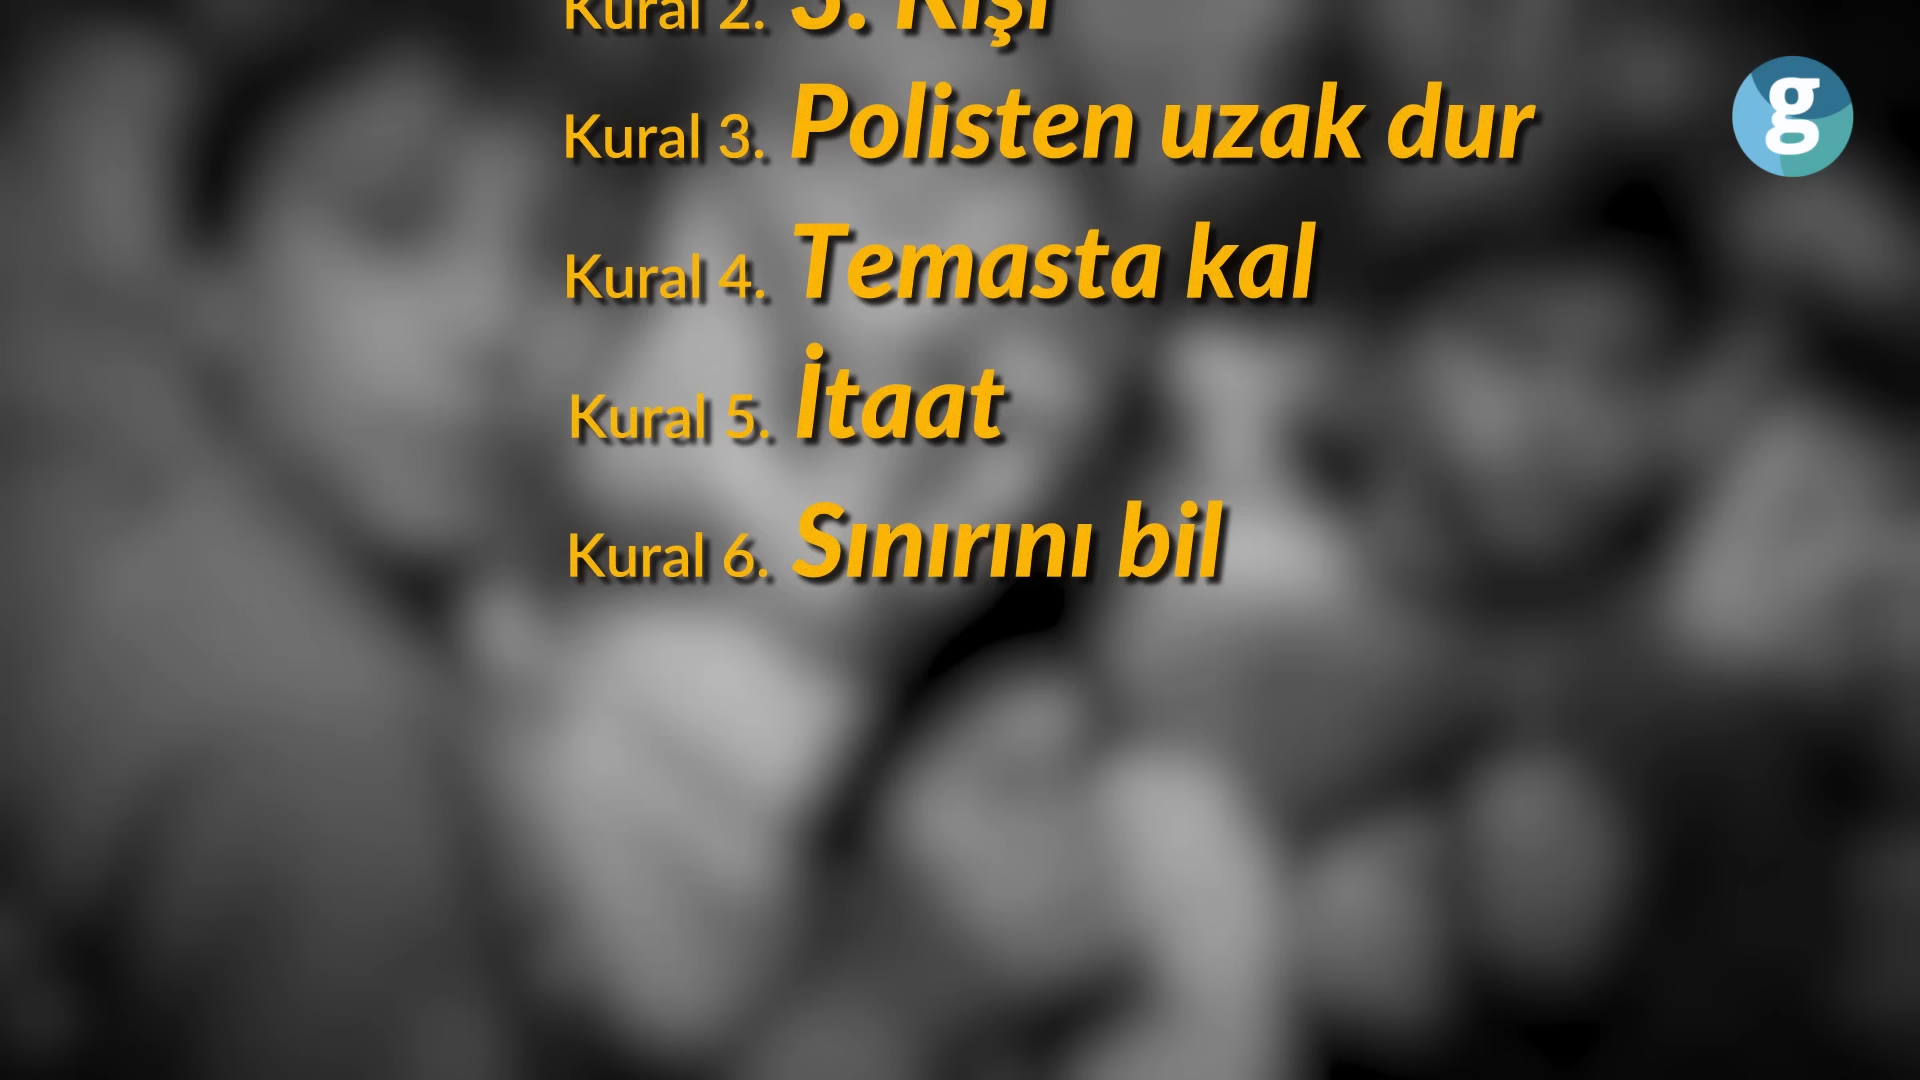 Kural 2. 3. Kişi
Kural 3. Polisten uzak dur
g
Kural 4. Temasta kal
Kural 5. İtaat
Kural 6. Sınırını bil